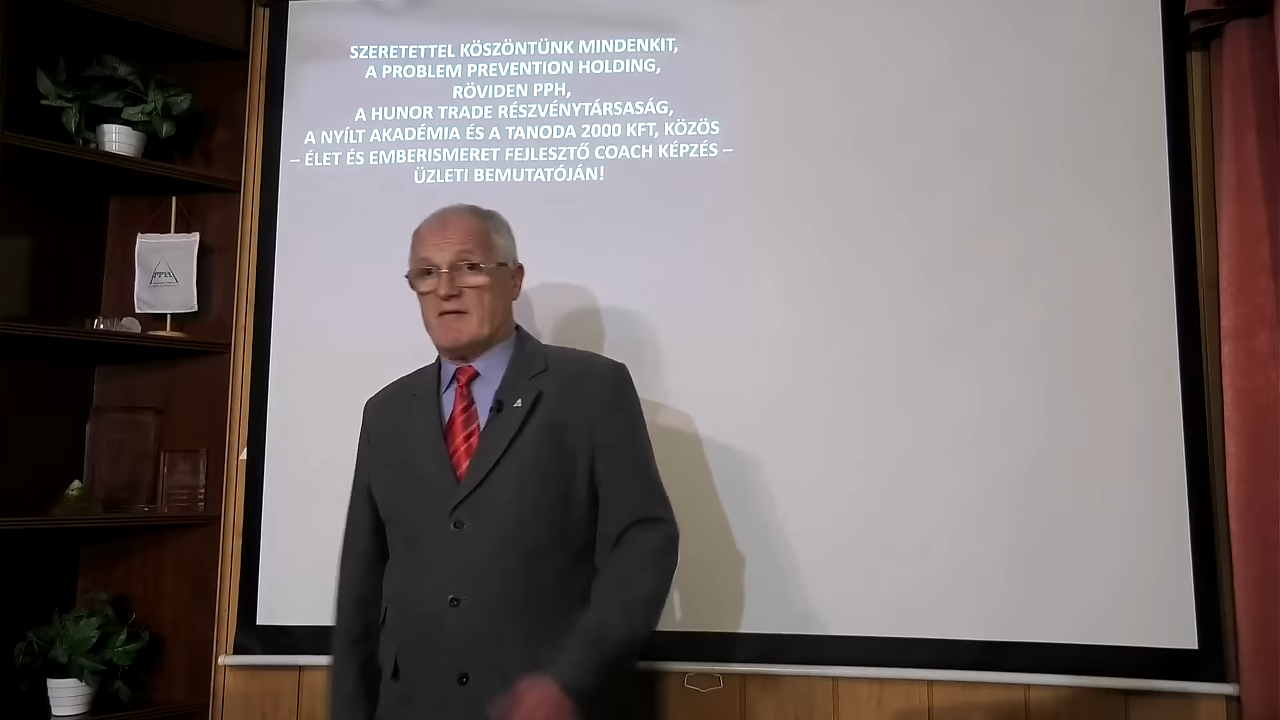 SZERETETTEL KÖSZÖNTÜNK MINDENKIT,
A PROBLEM PREVENTION HOLDING,
RÖVIDEN PPH,
A HUNOR TRADE RÉSZVÉNYTÁRSASÁG,
A NYÍLT AKADÉMIA ÉS A TANODA 2000 KFT, KÖZÖS
– ÉLET ÉS EMBERISMERET FEJLESZTŐ COACH KÉPZÉS –
ÜZLETI BEMUTATÓJÁN!
PPH